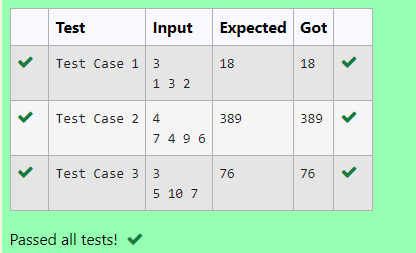 Test Input Expected Got
Test Case 1 3 18 18
1 3 2
Test Case 2 4 389 389
7 4 9 6
Test Case 3 3 76 76
5 10 7
Passed all tests!